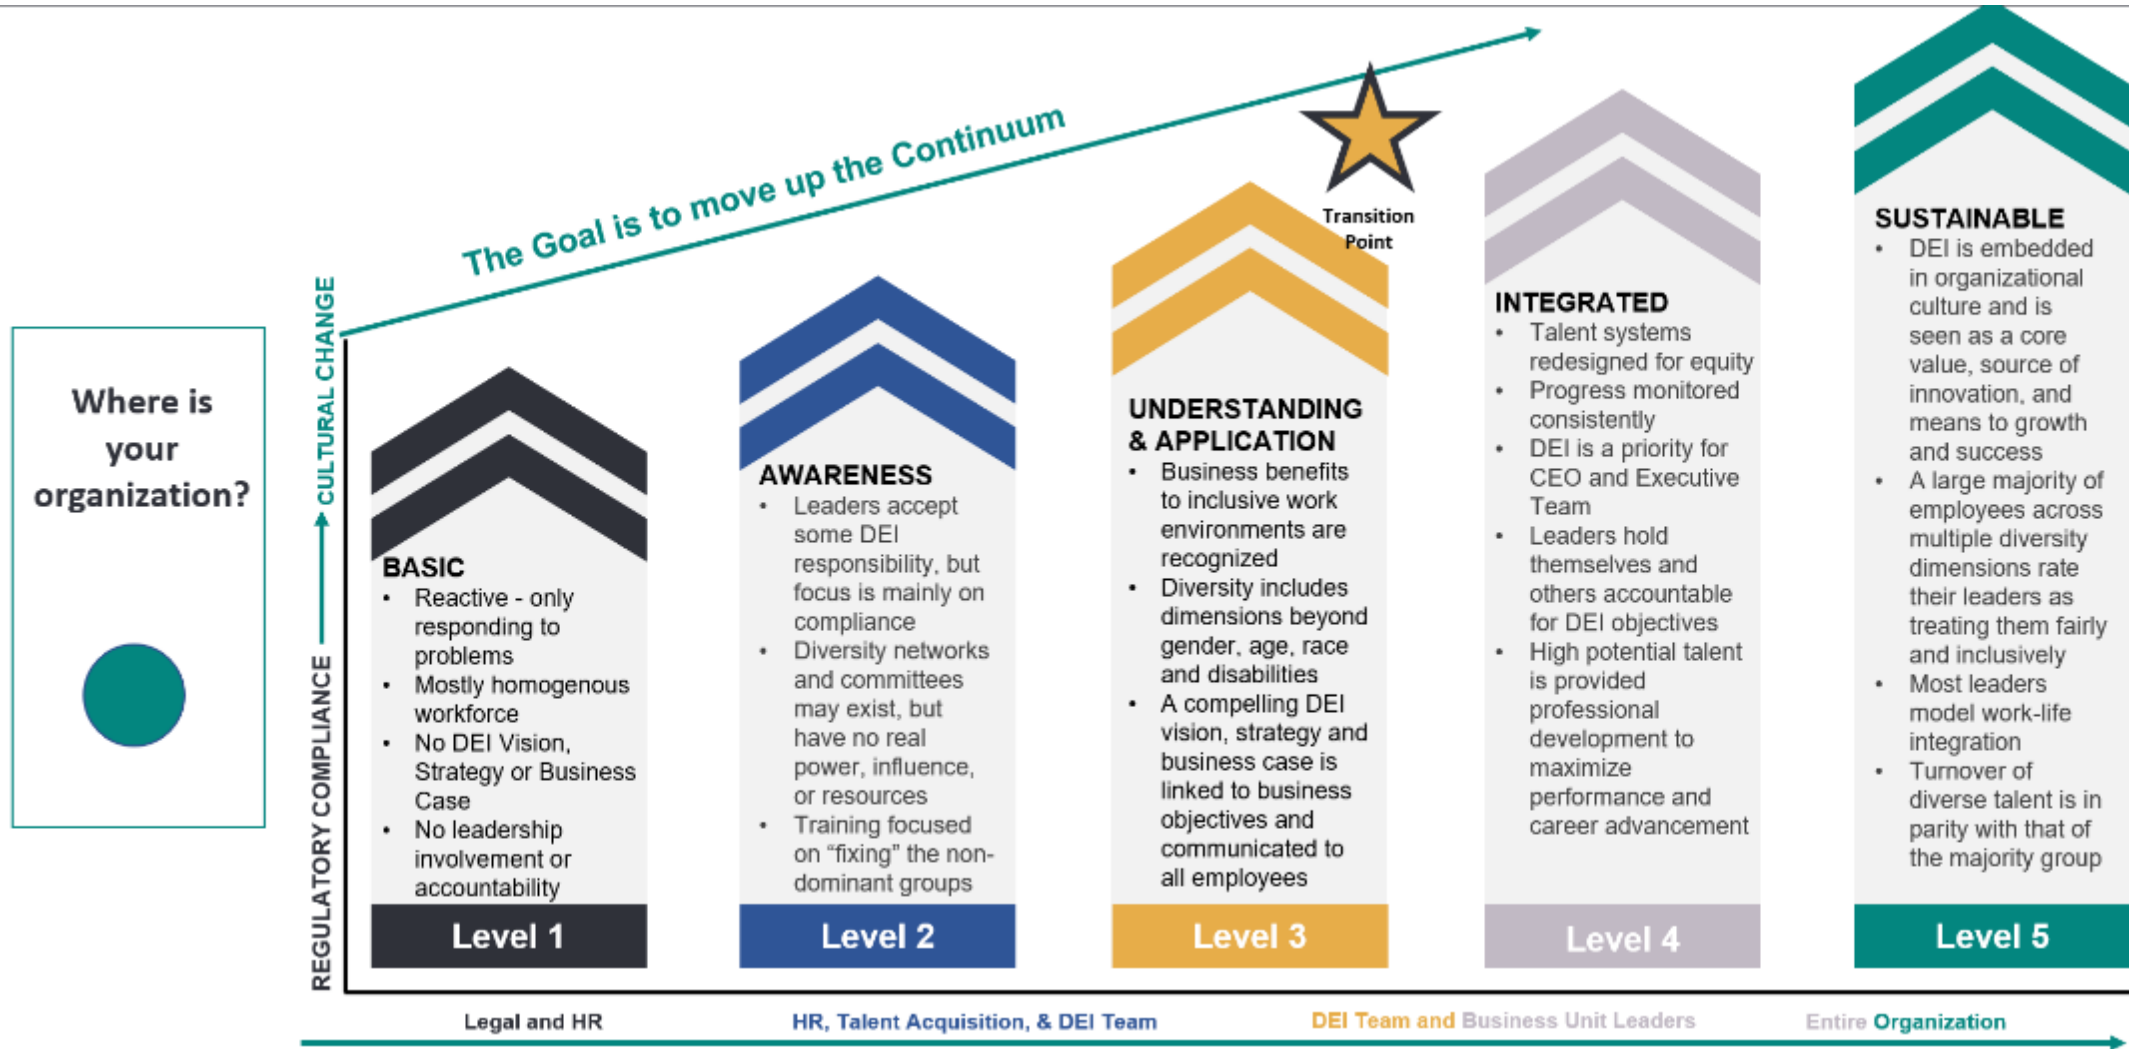 The Goal is to move up the Continuum
Transition
Point
Where is
your
organization?
REGULATORY COMPLIANCE
CULTURAL CHANGE
BASIC
• Reactive - only
responding to
problems
• Mostly homogenous
workforce
• No DEI Vision,
Strategy or Business
Case
• No leadership
involvement or
accountability
Level 1
AWARENESS
• Leaders accept
some DEI
responsibility, but
focus is mainly on
compliance
• Diversity networks
and committees
may exist, but
have no real
power, influence,
or resources
• Training focused
on “fixing” the non-
dominant groups
Level 2
UNDERSTANDING
& APPLICATION
• Business benefits
to inclusive work
environments are
recognized
• Diversity includes
dimensions beyond
gender, age, race
and disabilities
• A compelling DEI
vision, strategy and
business case is
linked to business
objectives and
communicated to
all employees
Level 3
INTEGRATED
• Talent systems
redesigned for equity
• Progress monitored
consistently
• DEI is a priority for
CEO and Executive
Team
• Leaders hold
themselves and
others accountable
for DEI objectives
• High potential talent
is provided
professional
development to
maximize
performance and
career advancement
Level 4
SUSTAINABLE
• DEI is embedded
in organizational
culture and is
seen as a core
value, source of
innovation, and
means to growth
and success
• A large majority of
employees across
multiple diversity
dimensions rate
their leaders as
treating them fairly
and inclusively
• Most leaders
model work-life
integration
• Turnover of
diverse talent is in
parity with that of
the majority group
Level 5
Legal and HR
HR, Talent Acquisition, & DEI Team
DEI Team and Business Unit Leaders
Entire Organization